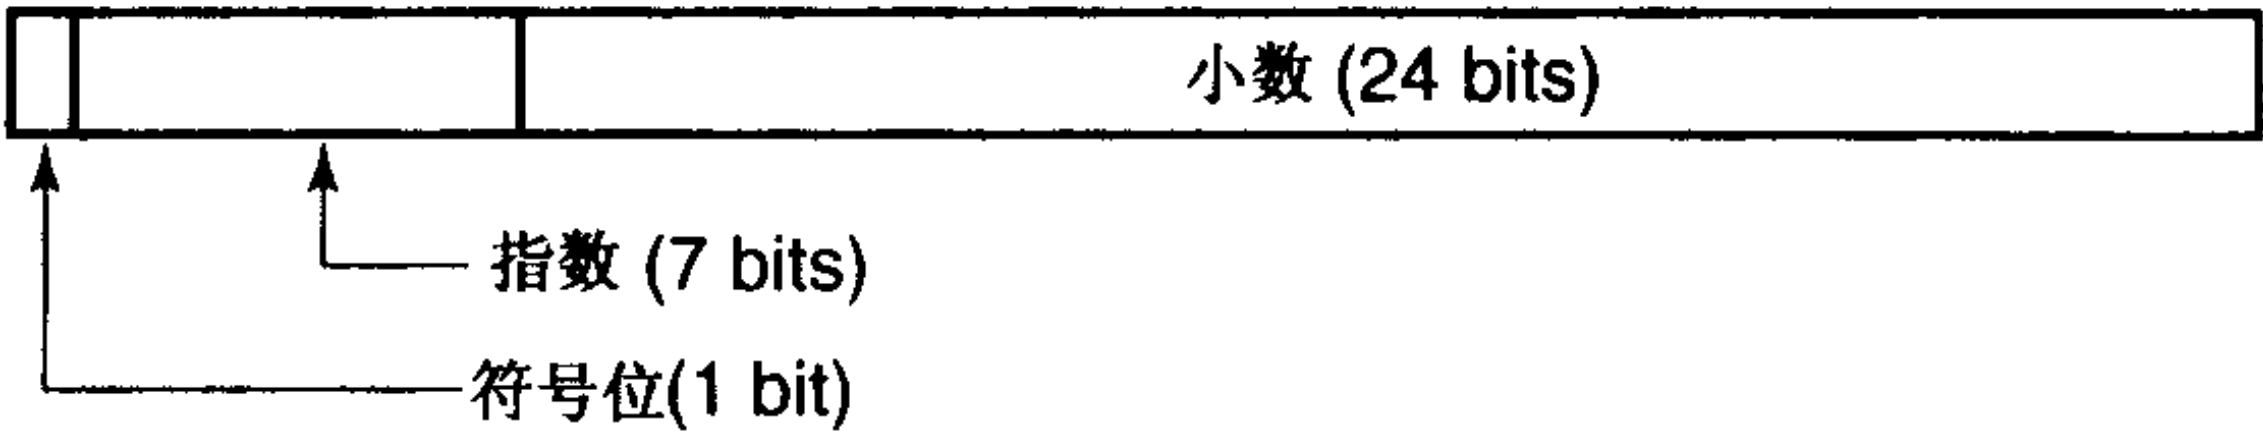 小数 (24 bits)
指数 (7 bits)
符号位(1 bit)